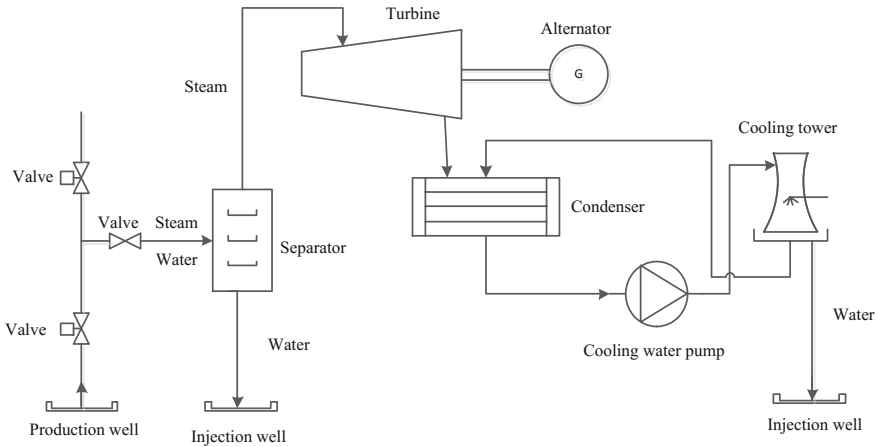 Turbine
Alternator
G
Steam
Cooling tower
Valve
Valve
Steam
Water
Separator
Condenser
Valve
Water
Cooling water pump
Water
Production well
Injection well
Injection well